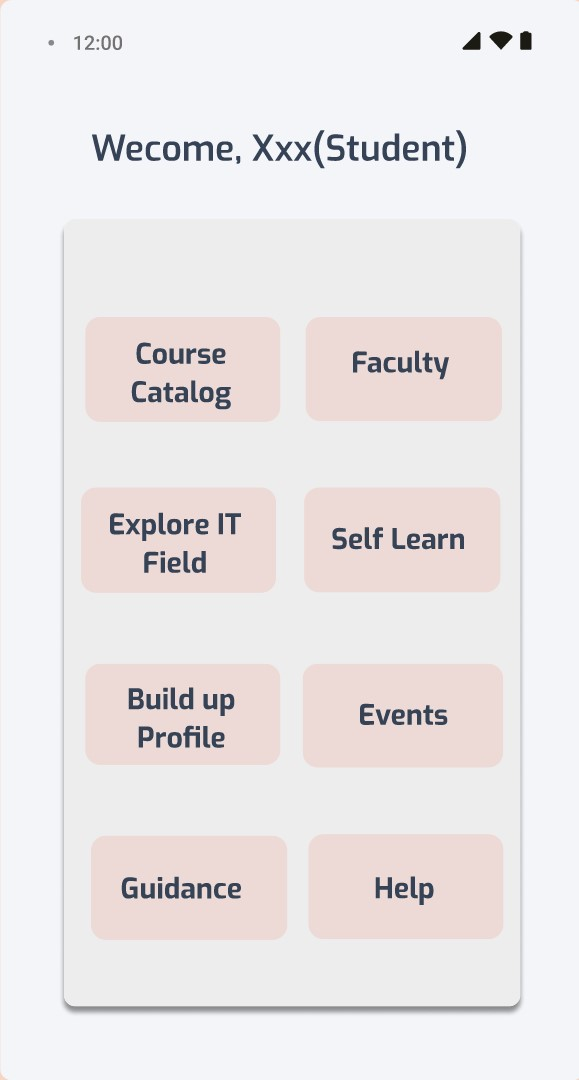 12:00
Wecome, Xxx(Student)
Course
Catalog
Faculty
Explore IT
Field
Self Learn
Build up
Profile
Events
Guidance
Help